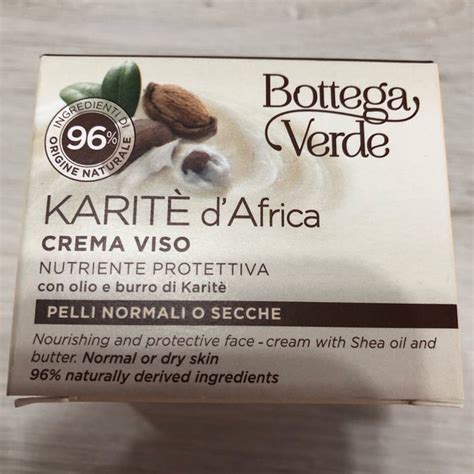 Bottega
Verde
INGREDIENTI DI
96%
ORIGINE NATURALE
KARITÈ d'Africa
CREMA VISO
NUTRIENTE PROTETTIVA
con olio e burro di Karitè
PELLI NORMALI O SECCHE
Nourishing and protective face - cream with Shea oil and
butter. Normal or dry skin
96% naturally derived ingredients